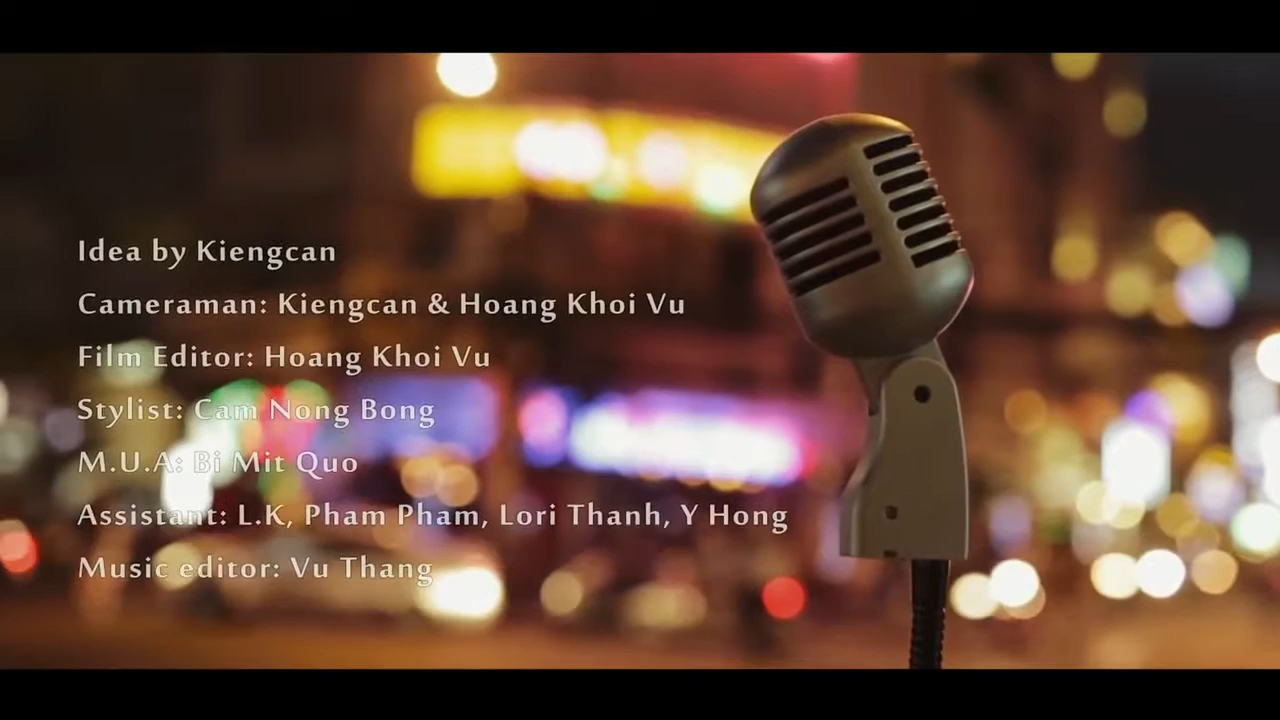 Idea by Kiengcan
Cameraman: Kiengcan & Hoang Khoi Vu
Film Editor: Hoang Khoi Vu
Stylist: Cam Nong Bong
M.U.A: Bi Mit Quo
Assistant: L.K, Pham Pham, Lori Thanh, Y Hong
Music editor: Vu Thang